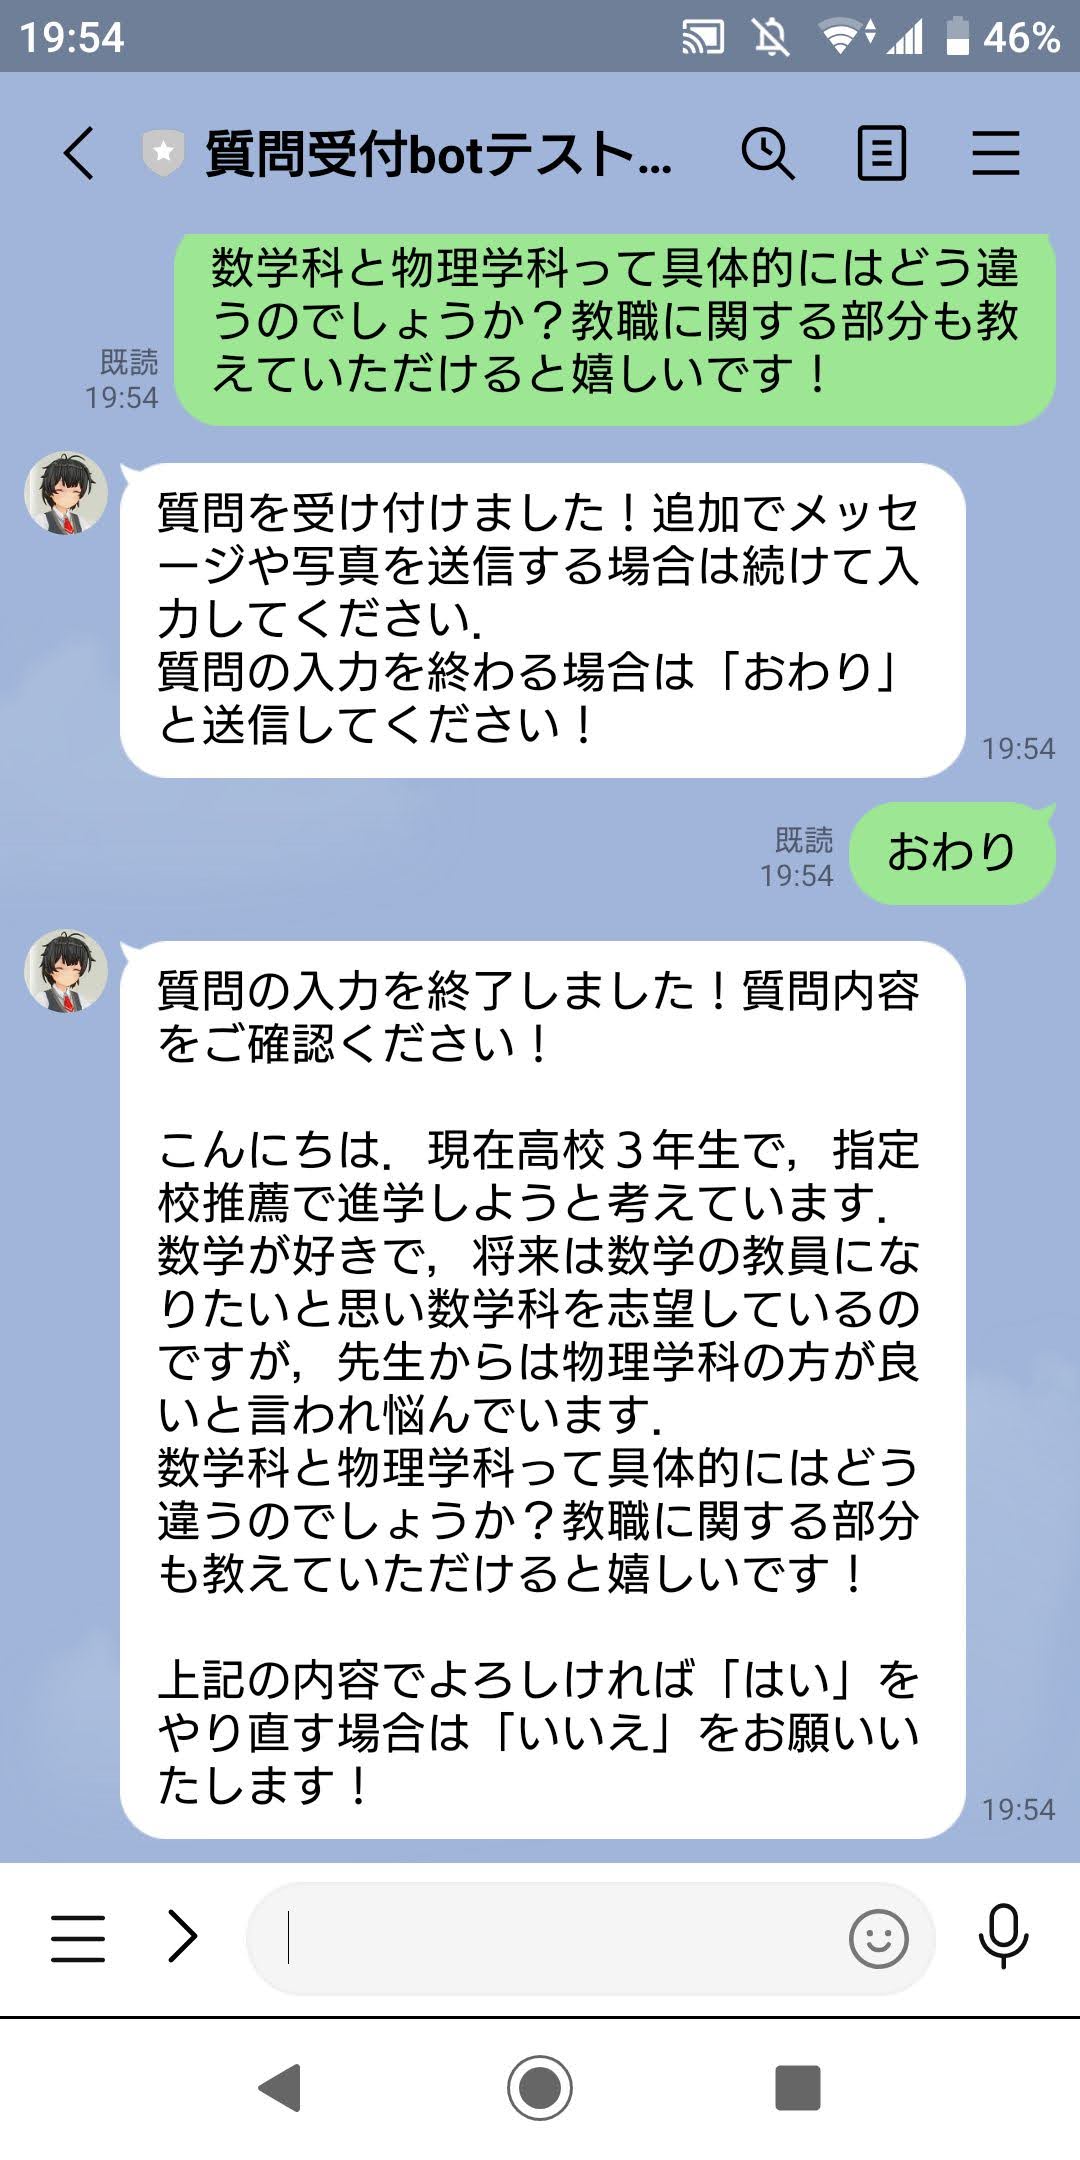 19:54
46%
質問受付botテスト...
数学科と物理学科って具体的にはどう違
うのでしょうか？教職に関する部分も教
えていただけると嬉しいです！
既読
19:54
質問を受け付けました！追加でメッセ
ージや写真を送信する場合は続けて入
力してください．
質問の入力を終わる場合は「おわり」
と送信してください！
19:54
既読
19:54
おわり
質問の入力を終了しました！質問内容
をご確認ください！
こんにちは．現在高校３年生で，指定
校推薦で進学しようと考えています．
数学が好きで，将来は数学の教員にな
りたいと思い数学科を志望しているの
ですが，先生からは物理学科の方が良
いと言われ悩んでいます．
数学科と物理学科って具体的にはどう
違うのでしょうか？教職に関する部分
も教えていただけると嬉しいです！
上記の内容でよろしければ「はい」を
やり直す場合は「いいえ」をお願いい
たします！
19:54